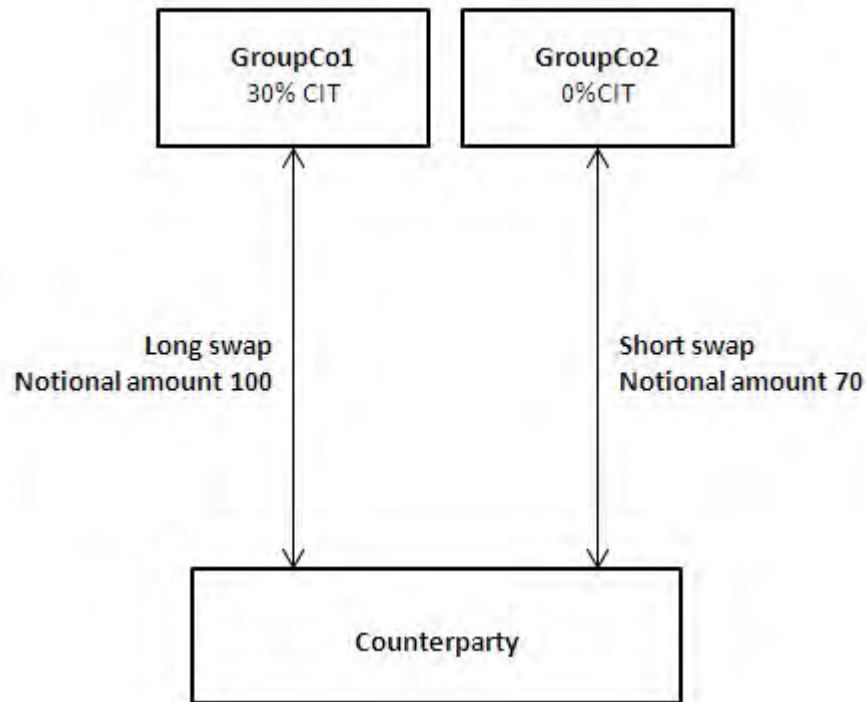 GroupCo1
30% CIT
GroupCo2
0%CIT
Long swap
Notional amount 100
Short swap
Notional amount 70
Counterparty